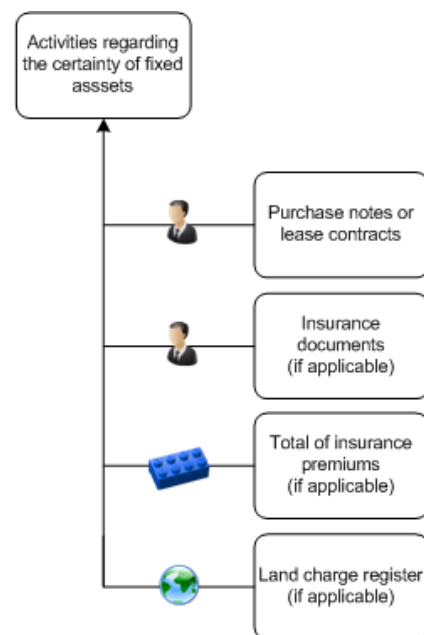 Activities regarding
the certainty of fixed
asssets
Purchase notes or
lease contracts
Insurance
documents
(if applicable)
Total of insurance
premiums
(if applicable)
Land charge register
(if applicable)